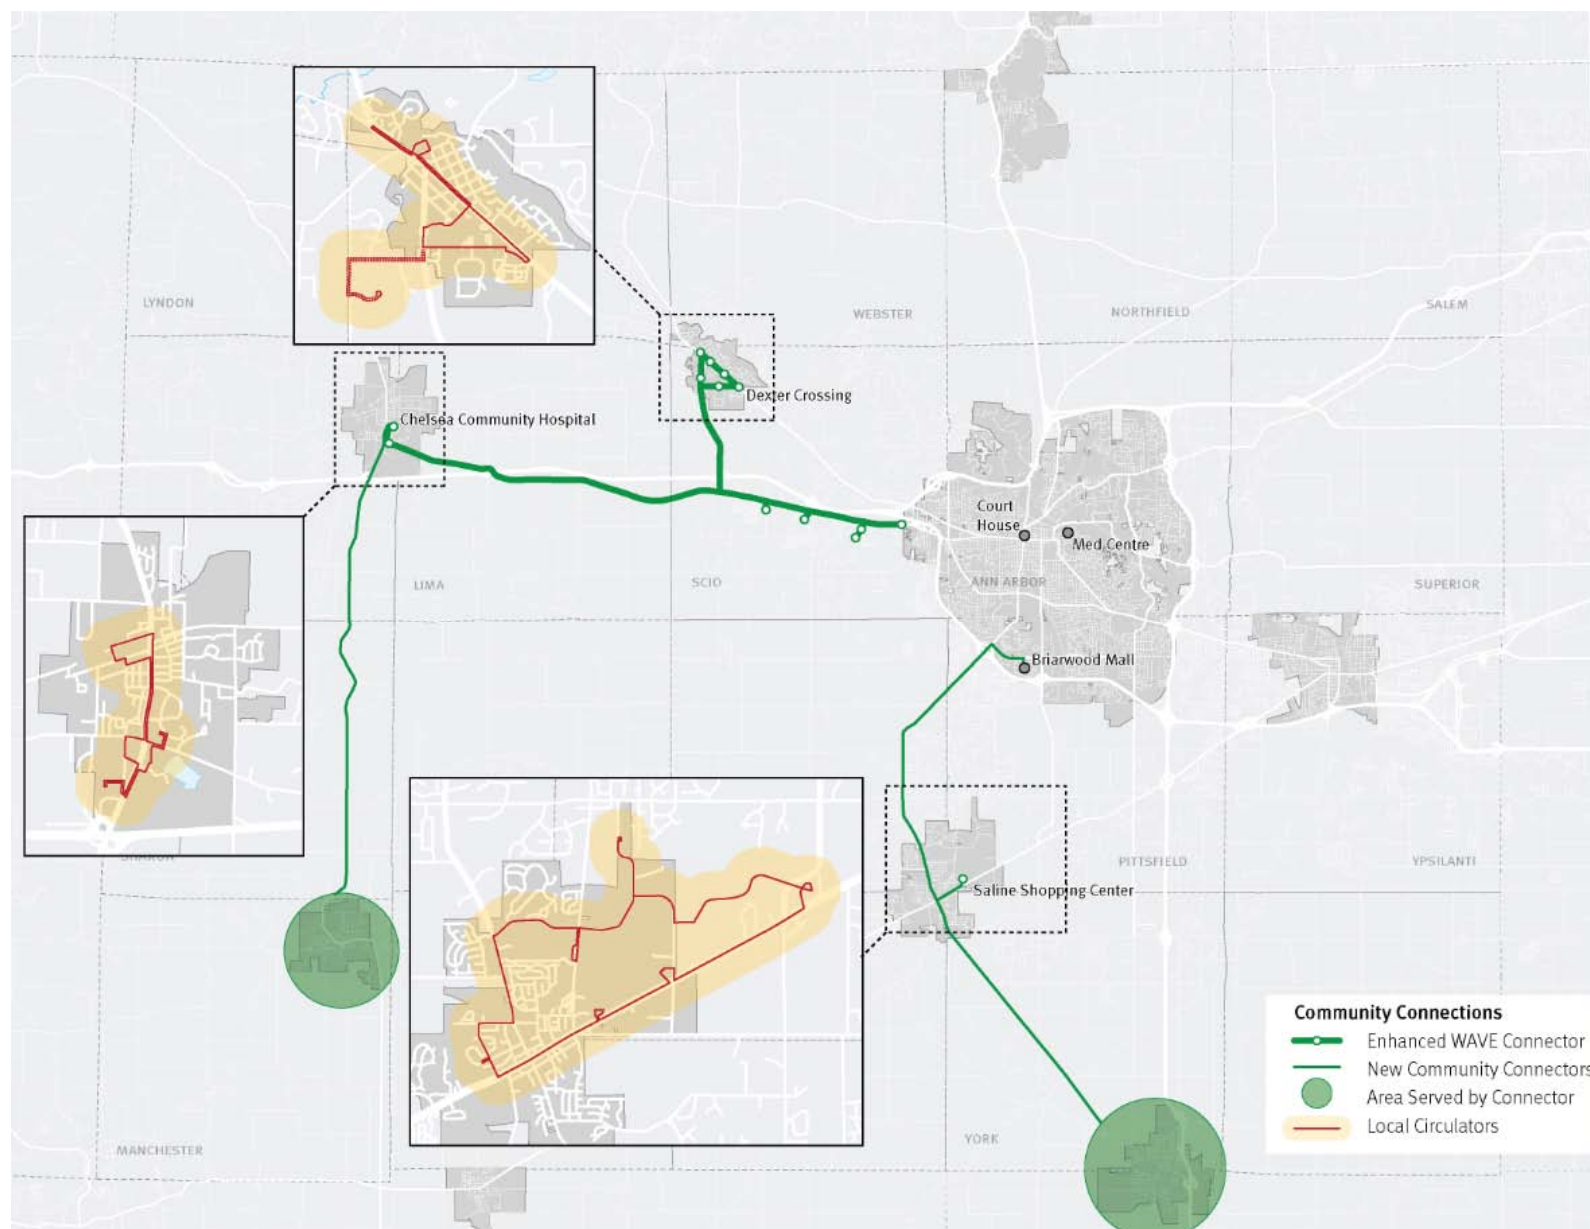 LYNDON
WEBSTER
NORTHFIELD
SALEM
Dexter Crossing
Chelsea Community Hospital
Court
House
Med Centre
LIMA
SCIO
ANN ARBOR
SUPERIOR
Briarwood Mall
SHARON
PITTSFIELD
YPSILANTI
Saline Shopping Center
Community Connections
Enhanced WAVE Connector
New Community Connectors
Area Served by Connector
Local Circulators
MANCHESTER
YORK